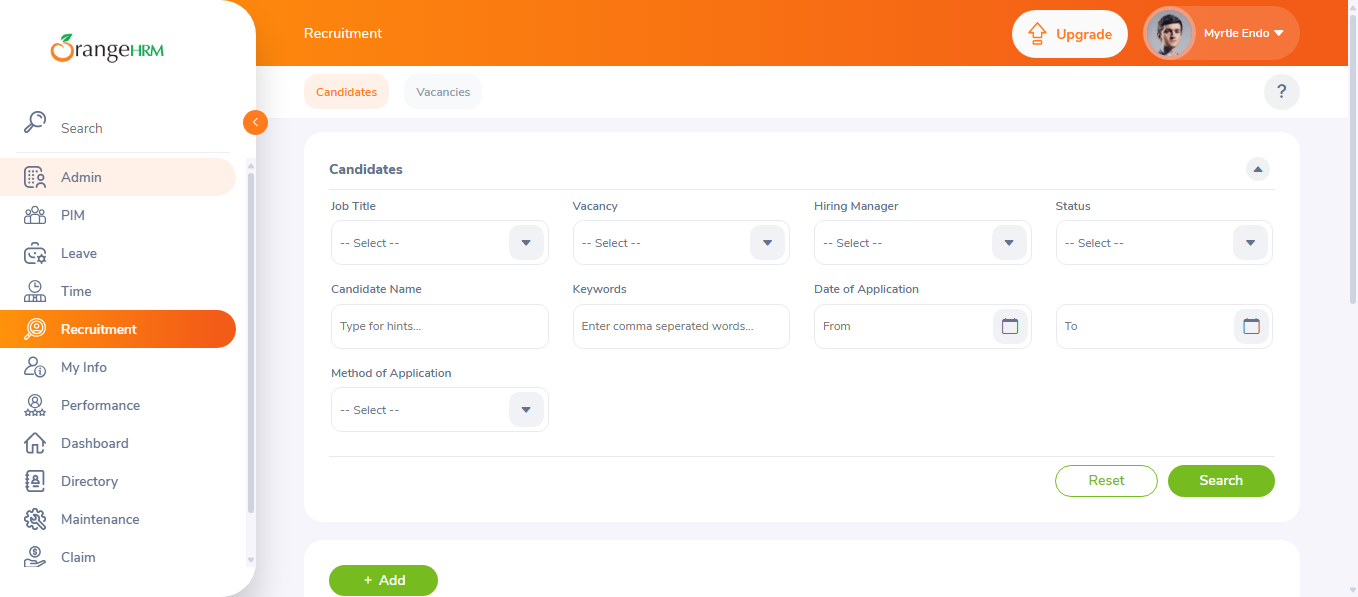 OrangeHRM
Recruitment
Upgrade
Myrtle Endo
Candidates
Vacancies
?
Search
Admin
PIM
Leave
Time
Recruitment
My Info
Performance
Dashboard
Directory
Maintenance
Claim
Candidates
Job Title
Vacancy
Hiring Manager
Status
-- Select --
-- Select --
-- Select --
-- Select --
Candidate Name
Keywords
Date of Application
Type for hints...
Enter comma seperated words...
From
To
Method of Application
-- Select --
Reset
Search
+ Add